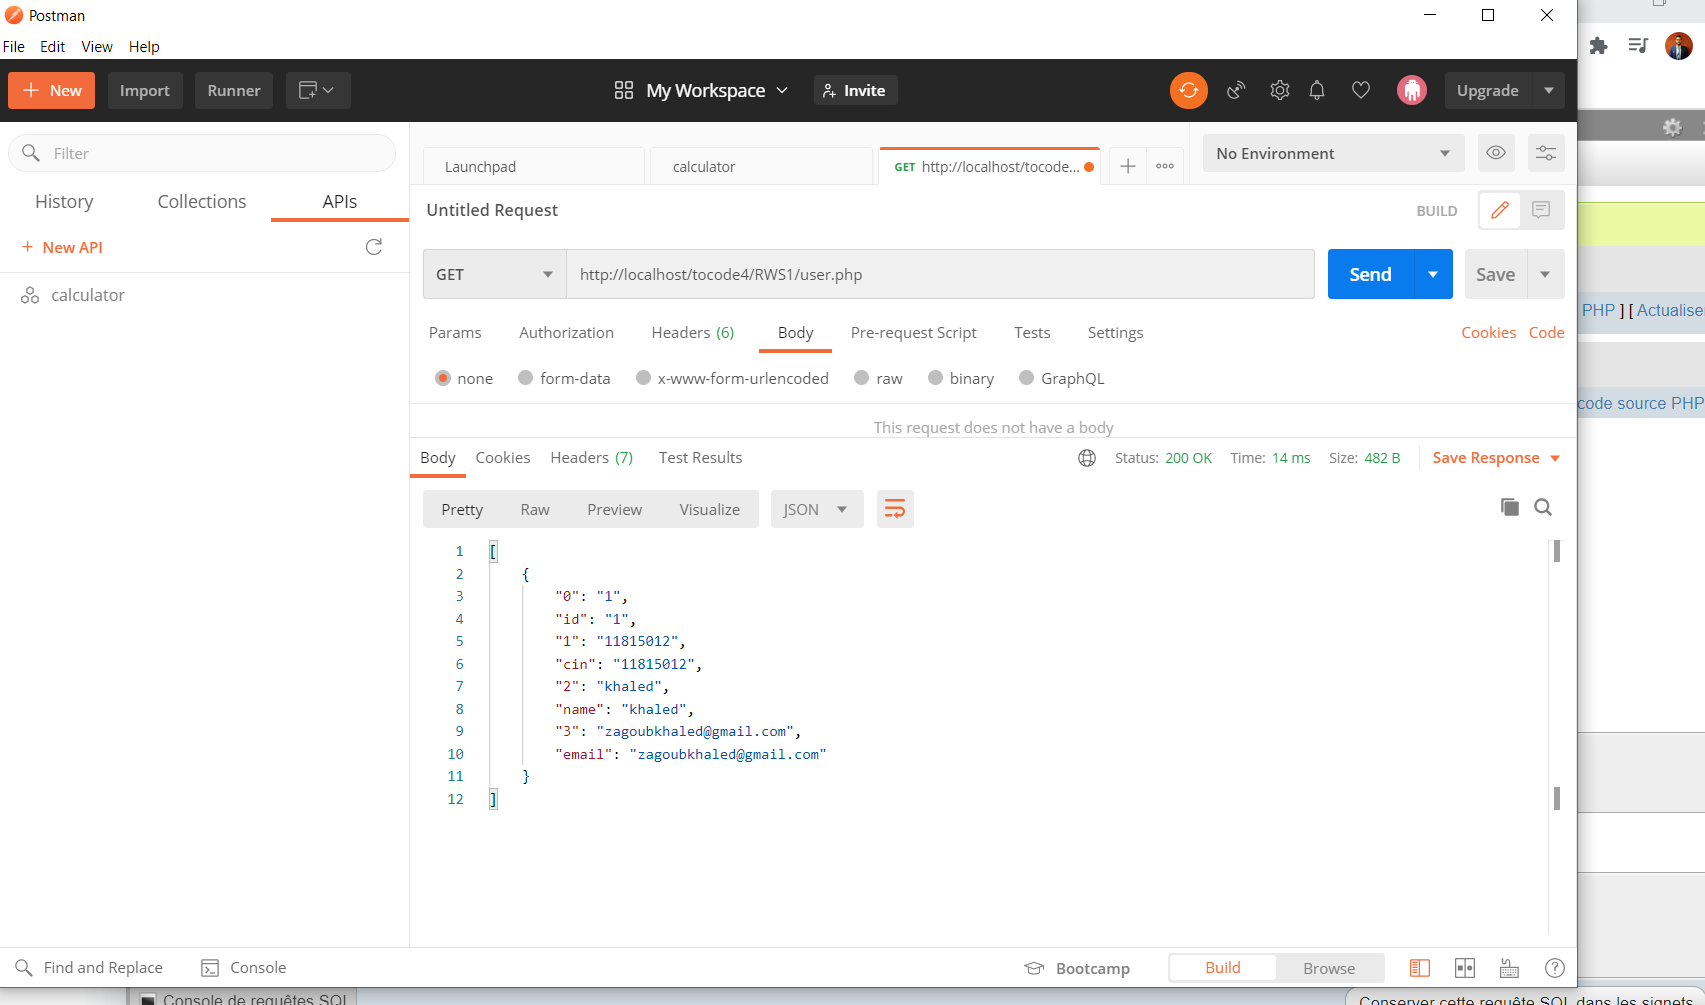 Postman
File Edit View Help
+ New Import Runner My Workspace Invite Upgrade
Filter
Launchpad calculator GET http://localhost/tocode... + ••• No Environment
History Collections APIs
Untitled Request BUILD
+ New API
GET http://localhost/tocode4/RWS1/user.php Send Save
calculator
PHP ] [ Actualise
Params Authorization Headers (6) Body Pre-request Script Tests Settings Cookies Code
none form-data x-www-form-urlencoded raw binary GraphQL
code source PHP
This request does not have a body
Body Cookies Headers (7) Test Results Status: 200 OK Time: 14 ms Size: 482 B Save Response
Pretty Raw Preview Visualize JSON
1 [
2 {
3 "0": "1",
4 "id": "1",
5 "1": "11815012",
6 "cin": "11815012",
7 "2": "khaled",
8 "name": "khaled",
9 "3": "zagoubkhaled@gmail.com",
10 "email": "zagoubkhaled@gmail.com"
11 }
12 ]
Find and Replace Console Bootcamp Build Browse ?
Console de requêtes SQL
Conserver cette requête SQL dans les signets